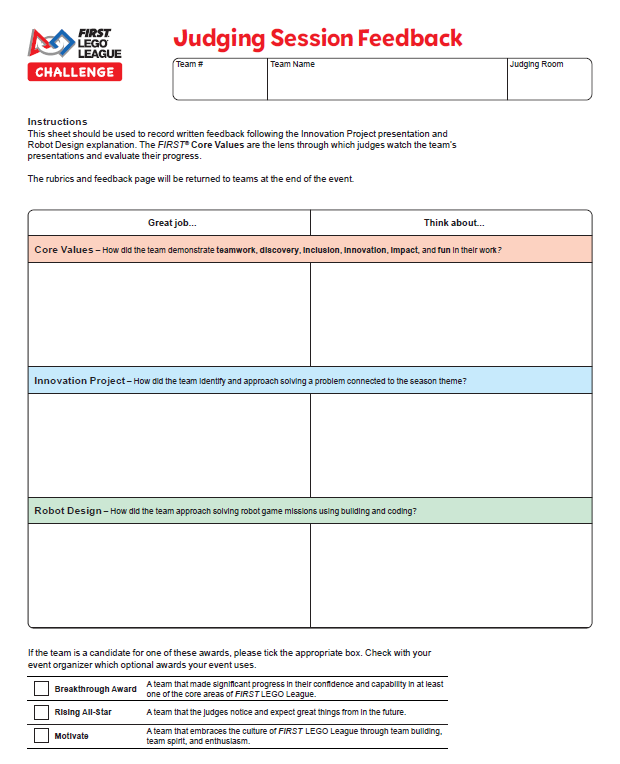 FIRST®
LEGO®
LEAGUE
CHALLENGE
Judging Session Feedback
Team #
Team Name
Judging Room
Instructions
This sheet should be used to record written feedback following the Innovation Project presentation and
Robot Design explanation. The FIRST® Core Values are the lens through which judges watch the team's
presentations and evaluate their progress.
The rubrics and feedback page will be returned to teams at the end of the event.
Great job...
Think about...
Core Values – How did the team demonstrate teamwork, discovery, inclusion, innovation, impact, and fun in their work?
Innovation Project – How did the team identify and approach solving a problem connected to the season theme?
Robot Design – How did the team approach solving robot game missions using building and coding?
If the team is a candidate for one of these awards, please tick the appropriate box. Check with your
event organizer which optional awards your event uses.
Breakthrough Award
A team that made significant progress in their confidence and capability in at least
one of the core areas of FIRST LEGO League.
Rising All-Star
A team that the judges notice and expect great things from in the future.
Motivate
A team that embraces the culture of FIRST LEGO League through team building,
team spirit, and enthusiasm.